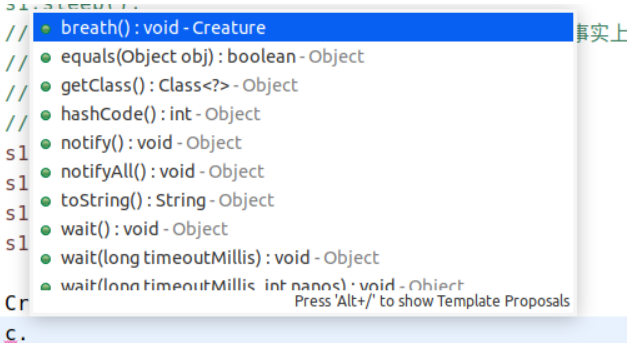 s1.sleep();
// 事实上
//
//
//
s1
s1
s1
s1
breath() : void - Creature
equals(Object obj) : boolean - Object
getClass() : Class<?> - Object
hashCode() : int - Object
notify() : void - Object
notifyAll() : void - Object
toString() : String - Object
wait() : void - Object
wait(long timeoutMillis) : void - Object
wait(long timeoutMillis, int nanos) : void - Object
Press 'Alt+/' to show Template Proposals
Cr
c.